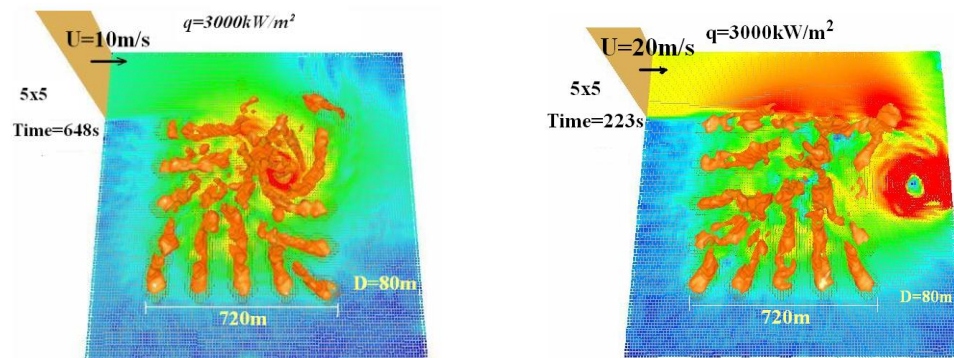 q=3000kW/m²
U=10m/s
5x5
Time=648s
D=80m
720m
q=3000kW/m²
U=20m/s
5x5
Time=223s
D=80m
720m